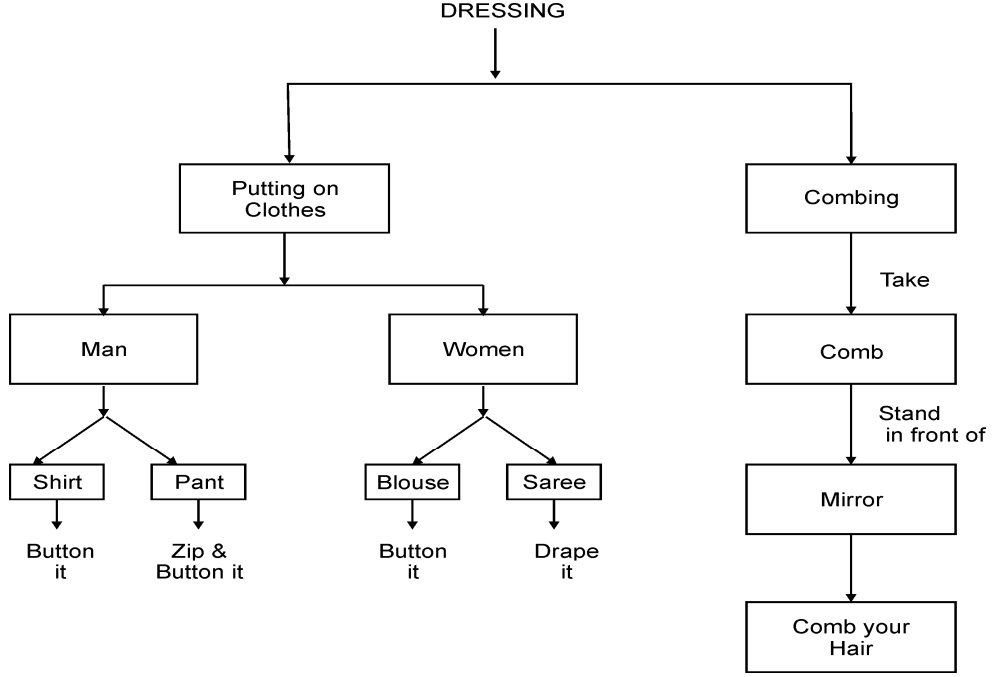 DRESSING
Putting on
Clothes
Combing
Take
Man
Women
Comb
Stand
in front of
Shirt
Pant
Blouse
Saree
Mirror
Button
it
Zip &
Button it
Button
it
Drape
it
Comb your
Hair